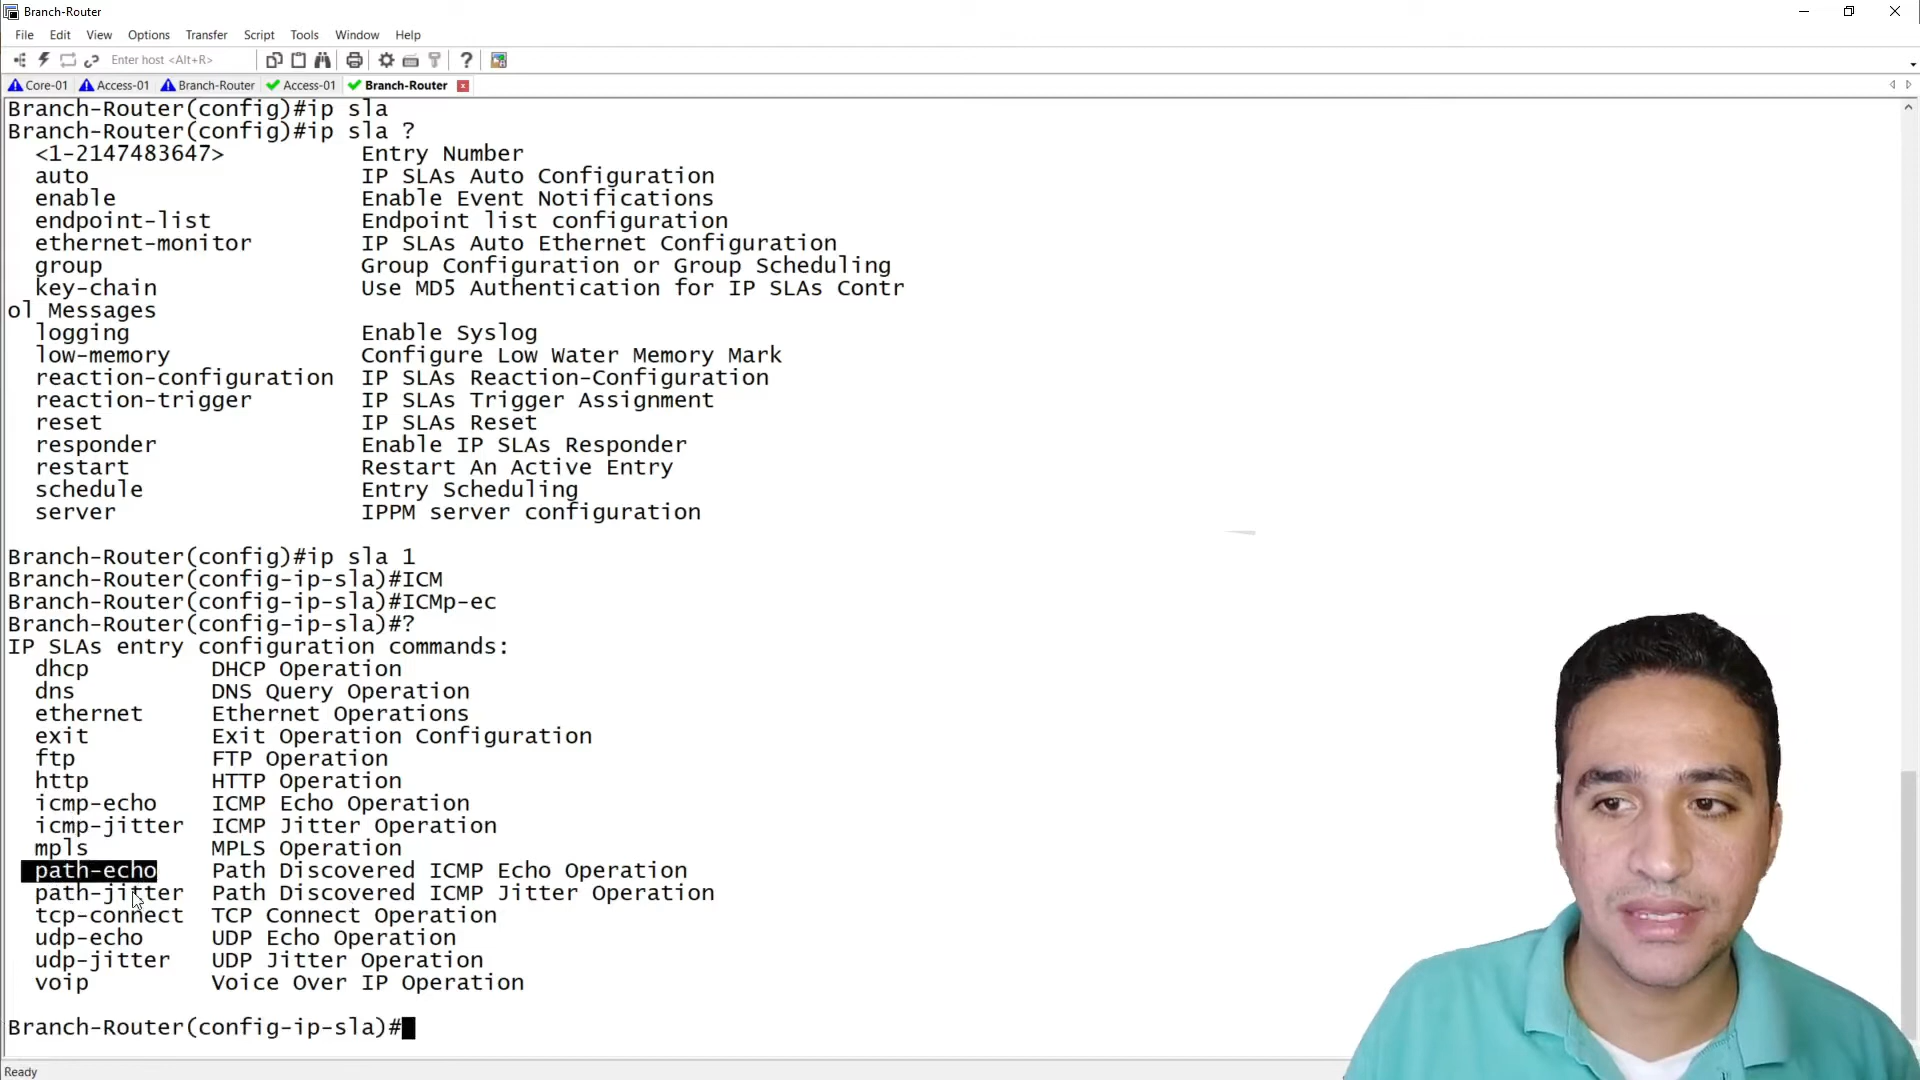 Branch-Router
File Edit View Options Transfer Script Tools Window Help
Enter host <Alt+R>
Core-01 Access-01 Branch-Router Access-01 Branch-Router
Branch-Router(config)#ip sla
Branch-Router(config)#ip sla ?
<1-2147483647> Entry Number
auto IP SLAs Auto Configuration
enable Enable Event Notifications
endpoint-list Endpoint list configuration
ethernet-monitor IP SLAs Auto Ethernet Configuration
group Group Configuration or Group Scheduling
key-chain Use MD5 Authentication for IP SLAs Contr
ol Messages
logging Enable Syslog
low-memory Configure Low Water Memory Mark
reaction-configuration IP SLAs Reaction-Configuration
reaction-trigger IP SLAs Trigger Assignment
reset IP SLAs Reset
responder Enable IP SLAs Responder
restart Restart An Active Entry
schedule Entry Scheduling
server IPPM server configuration
Branch-Router(config)#ip sla 1
Branch-Router(config-ip-sla)#ICM
Branch-Router(config-ip-sla)#ICMp-ec
Branch-Router(config-ip-sla)#?
IP SLAs entry configuration commands:
dhcp DHCP Operation
dns DNS Query Operation
ethernet Ethernet Operations
exit Exit Operation Configuration
ftp FTP Operation
http HTTP Operation
icmp-echo ICMP Echo Operation
icmp-jitter ICMP Jitter Operation
mpls MPLS Operation
path-echo Path Discovered ICMP Echo Operation
path-jitter Path Discovered ICMP Jitter Operation
tcp-connect TCP Connect Operation
udp-echo UDP Echo Operation
udp-jitter UDP Jitter Operation
voip Voice Over IP Operation
Branch-Router(config-ip-sla)#
Ready